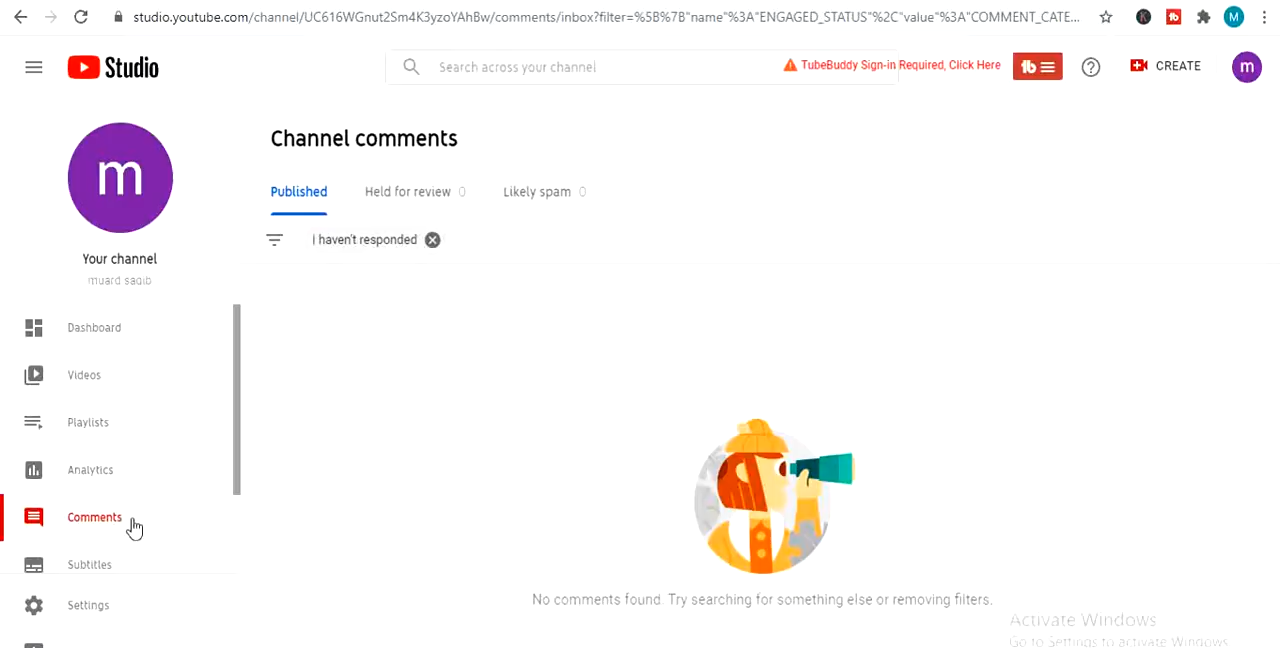 studio.youtube.com/channel/UC616WGnut2Sm4K3yzoYAhBw/comments/inbox?filter=%5B%7B"name"%3A"ENGAGED_STATUS"%2C"value"%3A"COMMENT_CATE...
M
Studio
Search across your channel
TubeBuddy Sign-in Required, Click Here
tb
CREATE
m
m
Your channel
muard saqib
Dashboard
Videos
Playlists
Analytics
Comments
Subtitles
Settings
Channel comments
Published
Held for review 0
Likely spam 0
I haven't responded
No comments found. Try searching for something else or removing filters.
Activate Windows
Go to Settings to activate Windows.